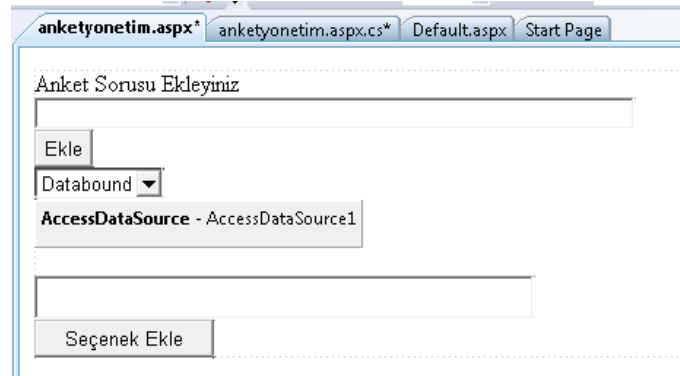 anketyonetim.aspx* anketyonetim.aspx.cs* Default.aspx Start Page
Anket Sorusu Ekleyiniz
Ekle
Databound
AccessDataSource - AccessDataSource1
Seçenek Ekle